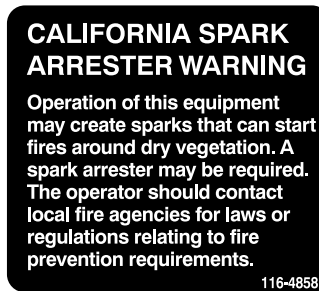 CALIFORNIA SPARK
ARRESTER WARNING
Operation of this equipment
may create sparks that can start
fires around dry vegetation. A
spark arrester may be required.
The operator should contact
local fire agencies for laws or
regulations relating to fire
prevention requirements.
116-4858